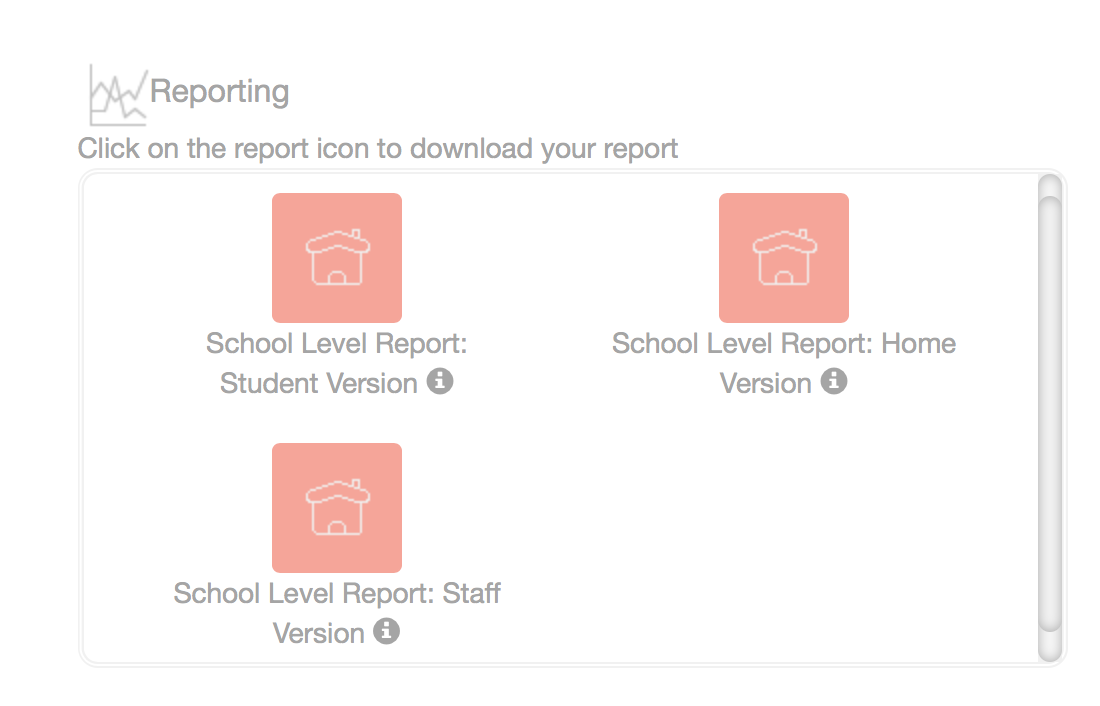 Reporting
Click on the report icon to download your report
School Level Report:
Student Version
School Level Report: Home
Version
School Level Report: Staff
Version